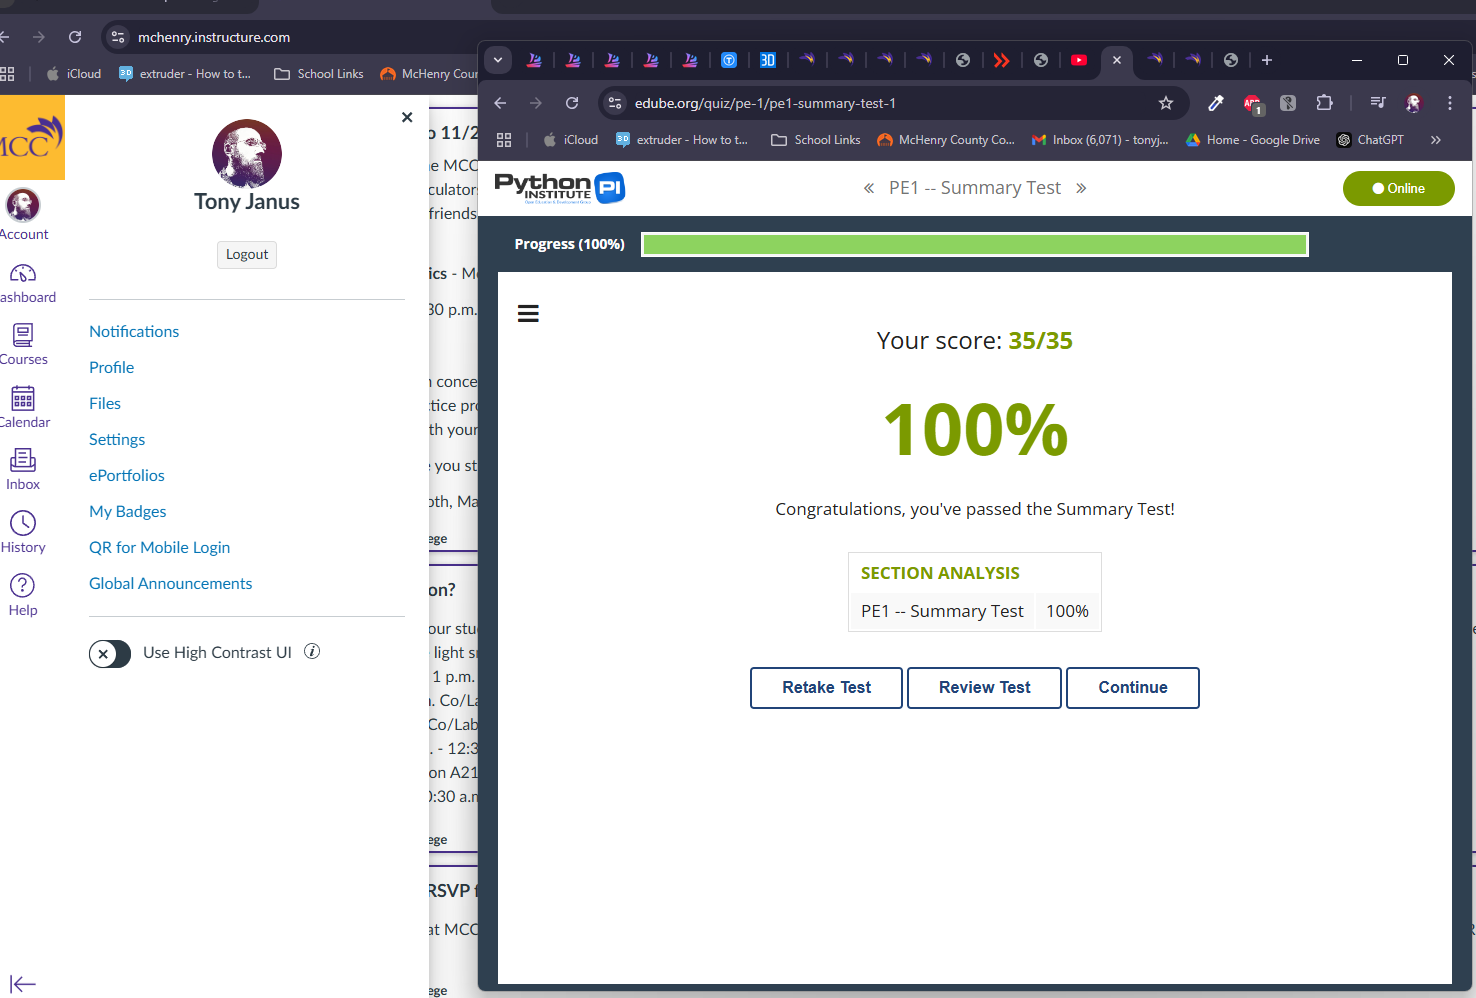 mchenry.instructure.com
iCloud
extruder - How to t...
School Links
McHenry Cou
MCC
Account
ashboard
Courses
Calendar
Inbox
History
Help
Tony Janus
Logout
Notifications
Profile
Files
Settings
ePortfolios
My Badges
QR for Mobile Login
Global Announcements
Use High Contrast UI
o 11/2
e MCC
culators
friends
ics - M
30 p.m.
n conce
ctice pro
th your
e you st
oth, Ma
ege
on?
our stu
light s
1 p.m.
. Co/La
Co/Lab
. - 12:3
on A21
0:30 a.m
ege
RSVP f
at MCC
ege
edube.org/quiz/pe-1/pe1-summary-test-1
iCloud
extruder - How to t...
School Links
McHenry County Co...
Inbox (6,071) - tonyj...
Home - Google Drive
ChatGPT
Python
INSTITUTE
PI
« PE1 -- Summary Test »
Online
Progress (100%)
Your score: 35/35
100%
Congratulations, you've passed the Summary Test!
SECTION ANALYSIS
PE1 -- Summary Test 100%
Retake Test
Review Test
Continue